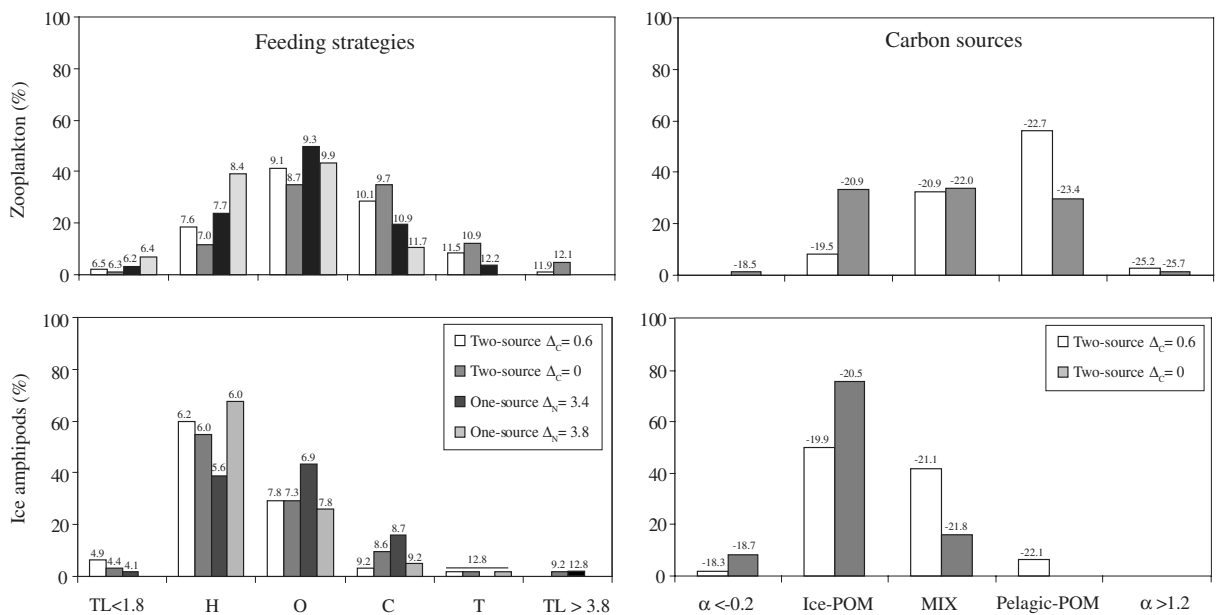 Feeding strategies
Zooplankton (%)
100
80
60
40
20
0
6.5 6.3 6.2 6.4
7.6 7.0 7.7 8.4
9.1 8.7 9.3 9.9
10.1 9.7 10.9 11.7
11.5 10.9 12.2
11.9 12.1
Carbon sources
100
80
60
40
20
0
-18.5
-19.5 -20.9
-20.9 -22.0
-22.7 -23.4
-25.2 -25.7
Ice amphipods (%)
100
80
60
40
20
0
Two-source Δ_C= 0.6
Two-source Δ_C= 0
One-source Δ_N= 3.4
One-source Δ_N= 3.8
4.9 4.4 4.1
6.2 6.0 5.6 6.0
7.8 7.3 6.9 7.8
9.2 8.6 8.7 9.2
12.8
9.2 12.8
TL<1.8 H O C T TL > 3.8
100
80
60
40
20
0
Two-source Δ_C= 0.6
Two-source Δ_C= 0
-18.3 -18.7
-19.9 -20.5
-21.1 -21.8
-22.1
α <-0.2 Ice-POM MIX Pelagic-POM α >1.2